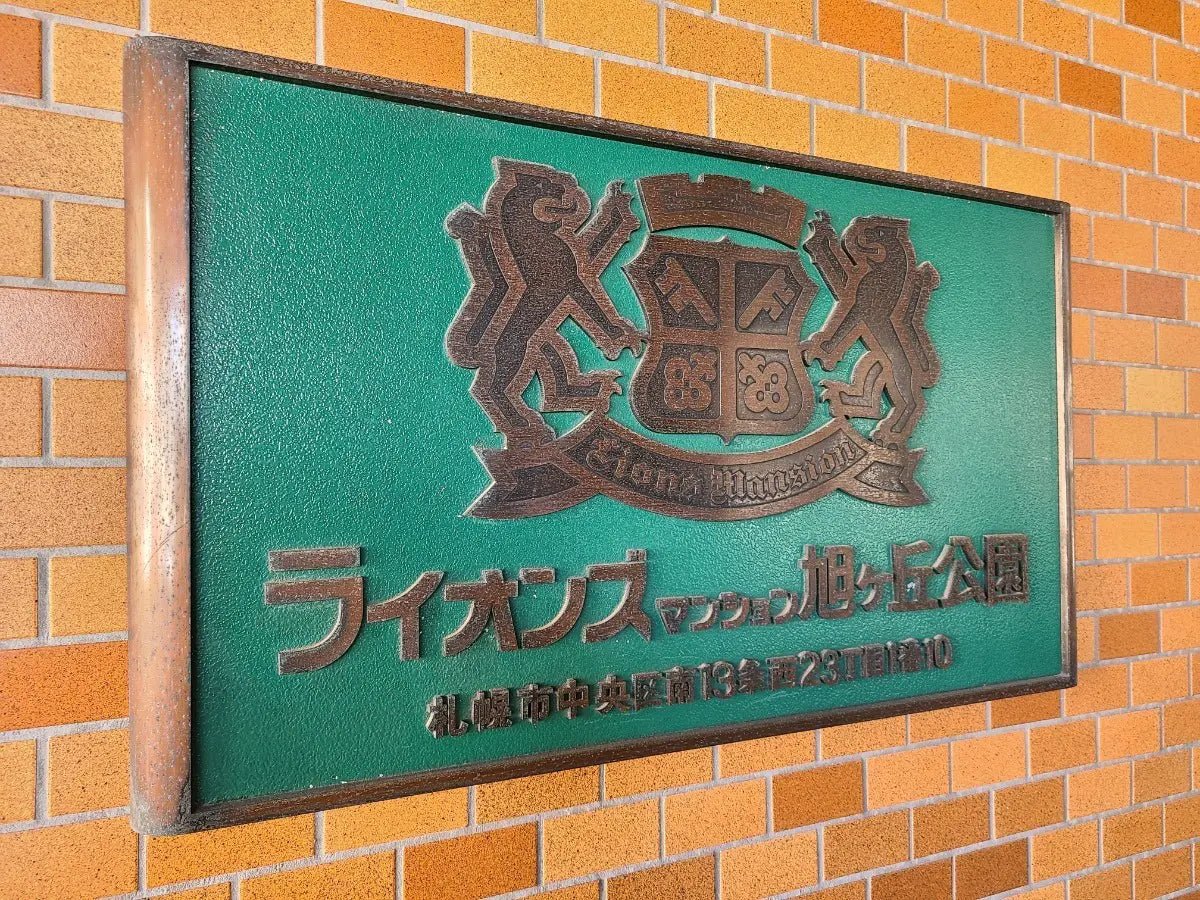 Lions Mansion
ライオンズマンション旭ヶ丘公園
札幌市中央区南13条西23丁目1番10